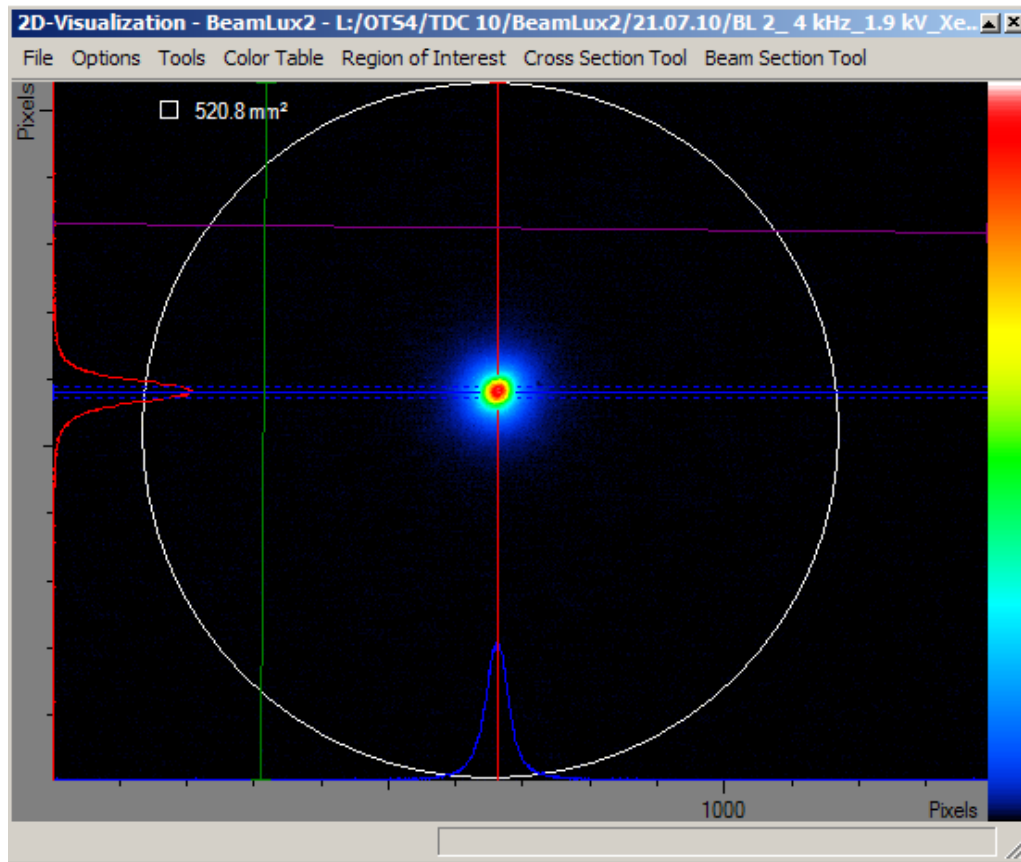 2D-Visualization - BeamLux2 - L:/OTS4/TDC 10/BeamLux2/21.07.10/BL 2_ 4 kHz_1.9 kV_Xe...
File Options Tools Color Table Region of Interest Cross Section Tool Beam Section Tool
Pixels
520.8 mm²
1000 Pixels